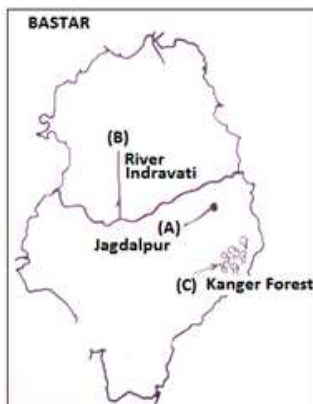 BASTAR
(B)
River
Indravati
(A)
Jagdalpur
(C) Kanger Forest